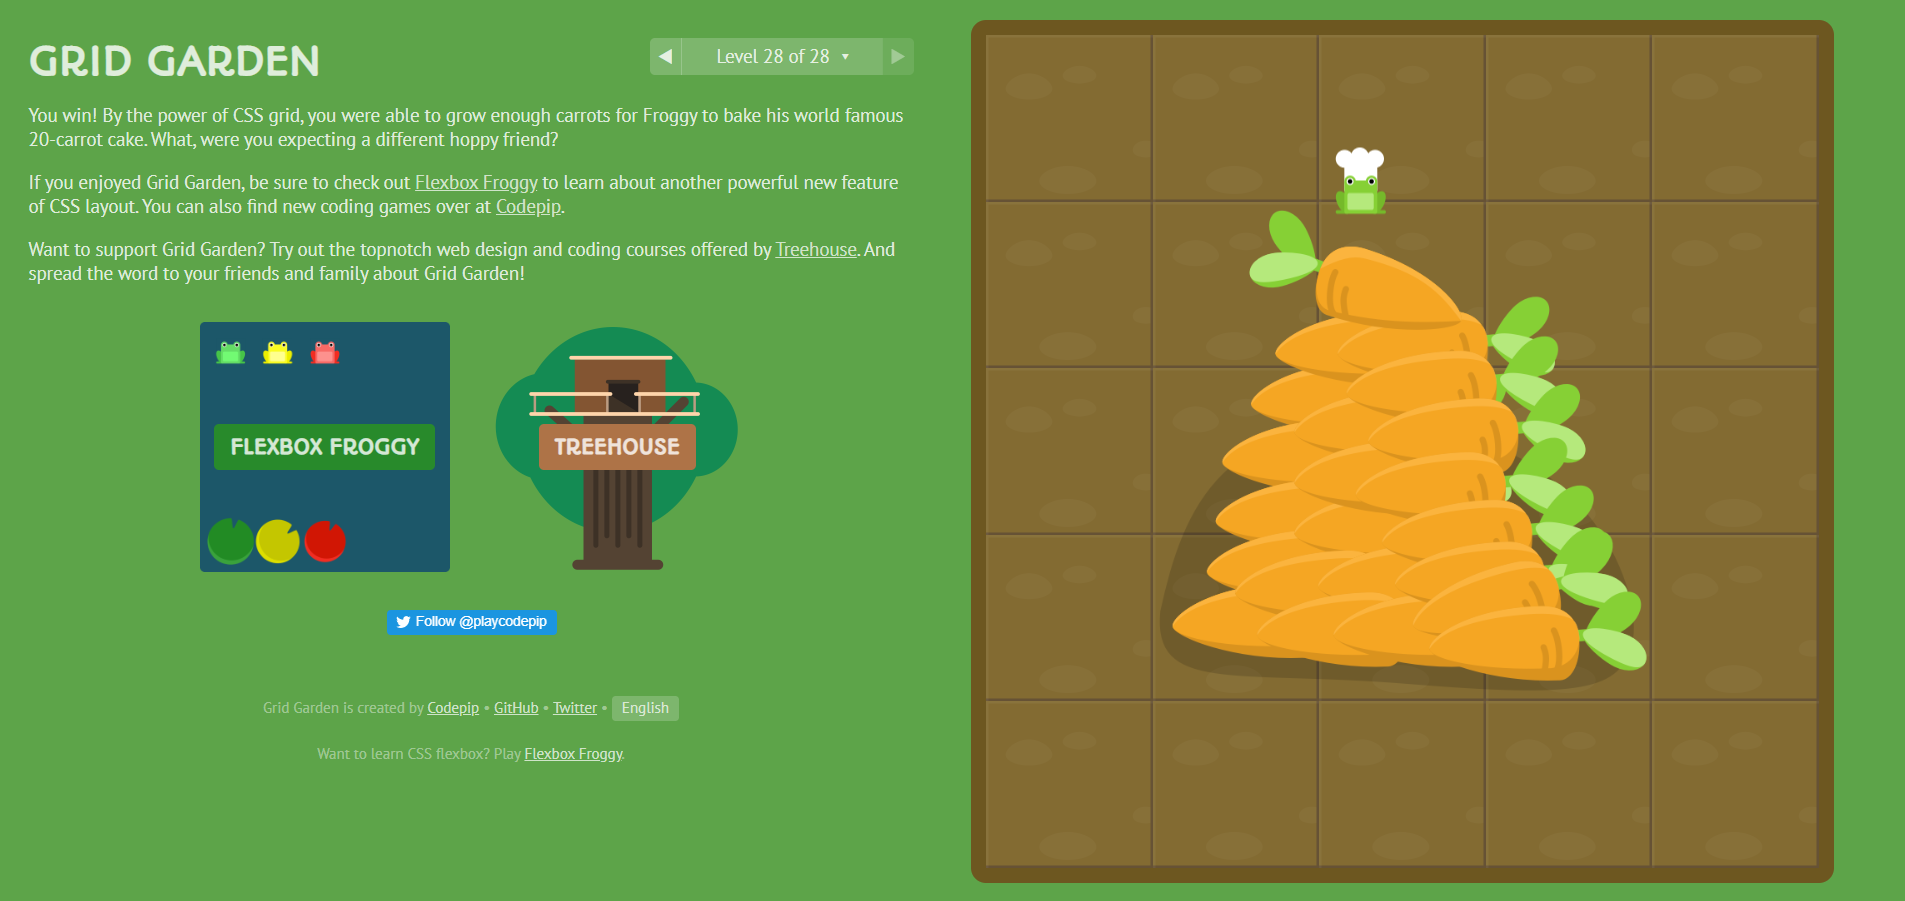 GRID GARDEN
Level 28 of 28
You win! By the power of CSS grid, you were able to grow enough carrots for Froggy to bake his world famous
20-carrot cake. What, were you expecting a different hoppy friend?
If you enjoyed Grid Garden, be sure to check out Flexbox Froggy to learn about another powerful new feature
of CSS layout. You can also find new coding games over at Codepip.
Want to support Grid Garden? Try out the topnotch web design and coding courses offered by Treehouse. And
spread the word to your friends and family about Grid Garden!
FLEXBOX FROGGY
TREEHOUSE
Follow @playcodepip
Grid Garden is created by Codepip • GitHub • Twitter • English
Want to learn CSS flexbox? Play Flexbox Froggy.